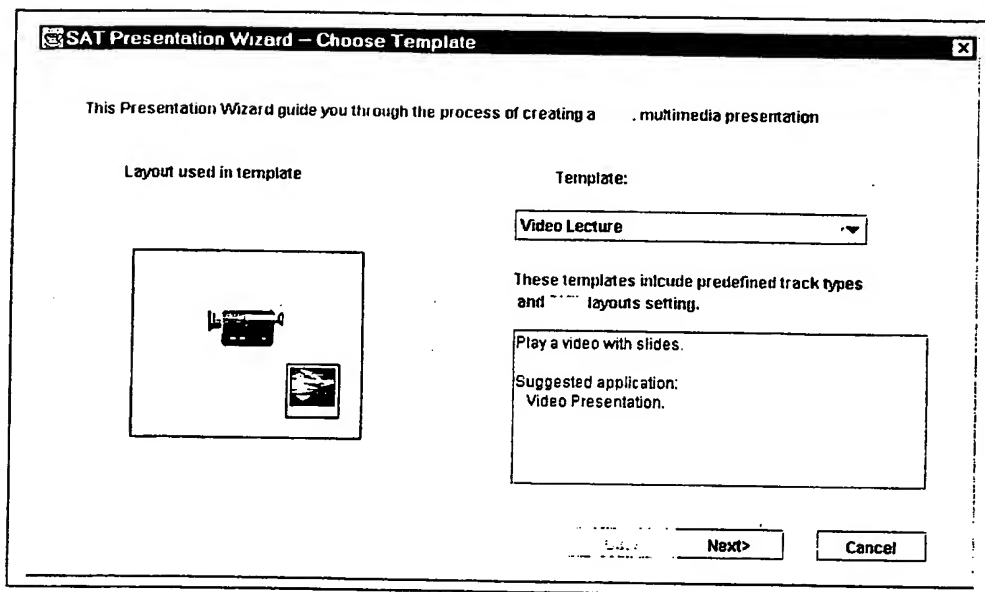 SAT Presentation Wizard – Choose Template
This Presentation Wizard guide you through the process of creating a . multimedia presentation
Layout used in template
Template:
Video Lecture
These templates inlcude predefined track types
and layouts setting.
Play a video with slides.
Suggested application:
Video Presentation.
Next>
Cancel